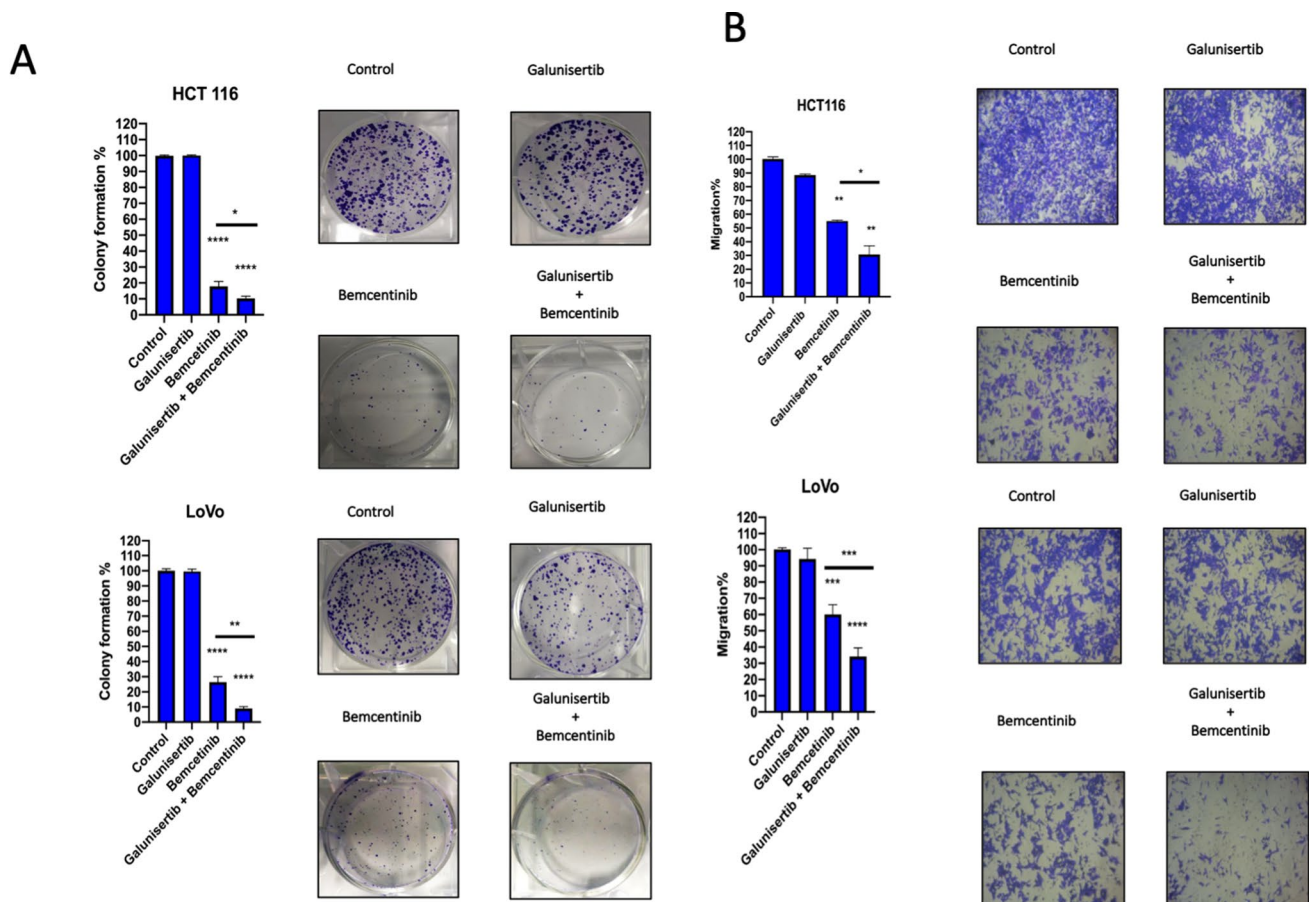 A
HCT 116
Colony formation %
120
110
100
90
80
70
60
50
40
30
20
10
0
*
****
****
Control
Galunisertib
Bemcetinib
Galunisertib + Bemcentinib
Control
Galunisertib
Bemcentinib
Galunisertib
+
Bemcentinib
LoVo
Colony formation %
120
110
100
90
80
70
60
50
40
30
20
10
0
**
****
****
Control
Galunisertib
Bemcetinib
Galunisertib + Bemcentinib
Control
Galunisertib
Bemcentinib
Galunisertib
+
Bemcentinib
B
HCT116
Migration%
120
110
100
90
80
70
60
50
40
30
20
10
0
*
**
**
Control
Galunisertib
Bemcetinib
Galunisertib + Bemcentinib
Control
Galunisertib
Bemcentinib
Galunisertib
+
Bemcentinib
LoVo
Migration%
120
110
100
90
80
70
60
50
40
30
20
10
0
***
***
****
Control
Galunisertib
Bemcetinib
Galunisertib + Bemcentinib
Control
Galunisertib
Bemcentinib
Galunisertib
+
Bemcentinib